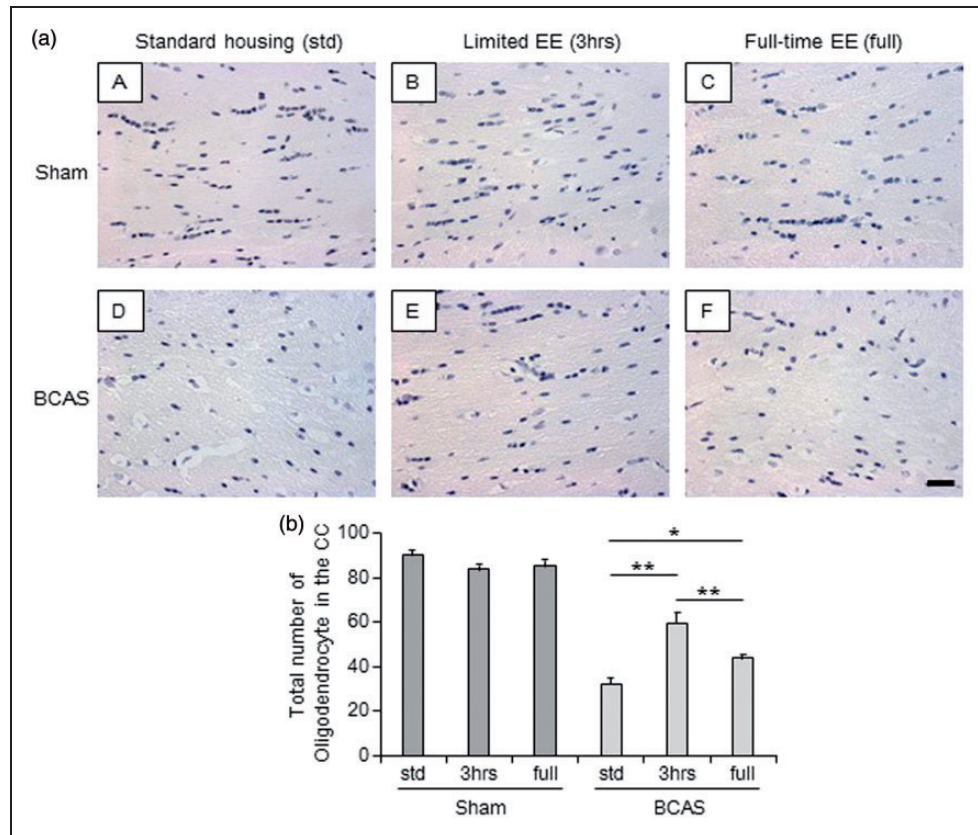 (a)
Standard housing (std) Limited EE (3hrs) Full-time EE (full)
A B C
Sham
D E F
BCAS
(b)
Total number of
Oligodendrocyte in the CC
100
80
60
40
20
0
*
**
**
std 3hrs full std 3hrs full
Sham BCAS